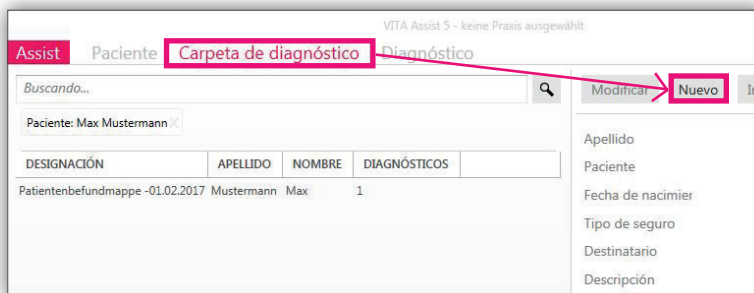 VITA Assist 5 - keine Praxis ausgewählt
Assist Paciente Carpeta de diagnóstico Diagnóstico
Buscando...
Modificar Nuevo
Paciente: Max Mustermann X
Apellido
DESIGNACIÓN APELLIDO NOMBRE DIAGNÓSTICOS
Paciente
Patientenbefundmappe -01.02.2017 Mustermann Max 1
Fecha de nacimier
Tipo de seguro
Destinatario
Descripción